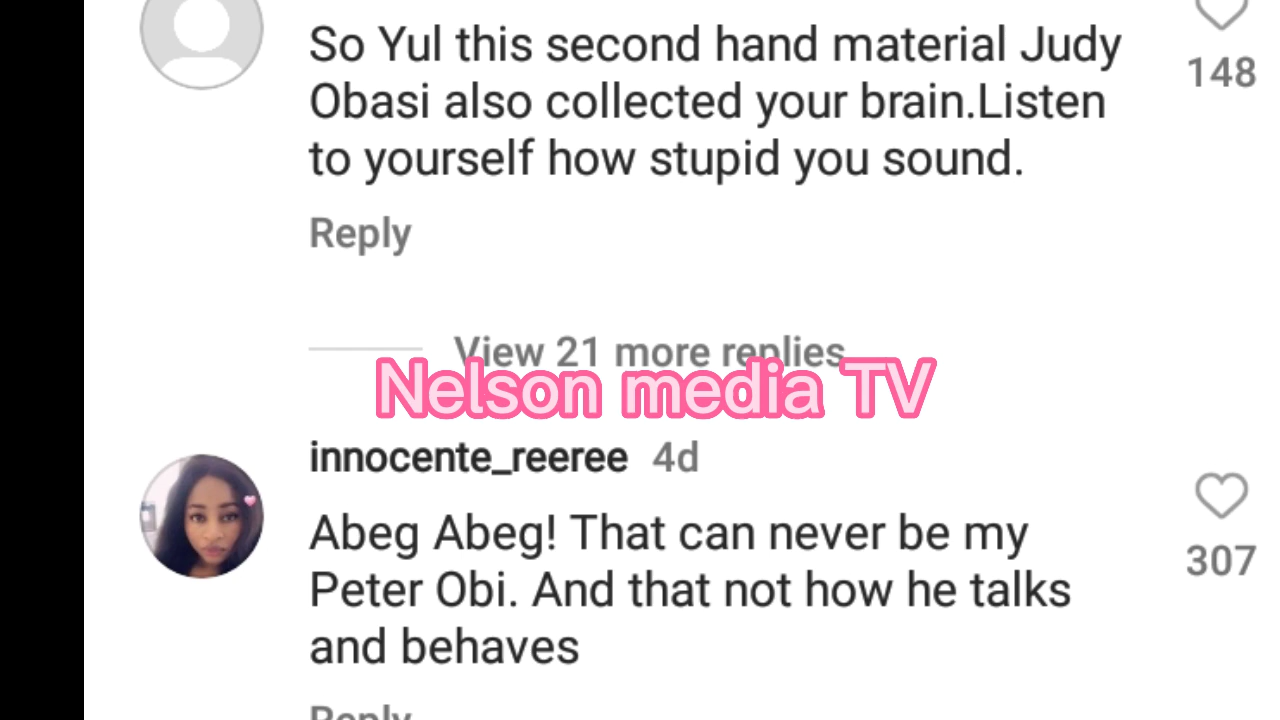 So Yul this second hand material Judy
148
Obasi also collected your brain.Listen
to yourself how stupid you sound.
Reply
View 21 more replies
Nelson media TV
innocente_reeree 4d
Abeg Abeg! That can never be my
Peter Obi. And that not how he talks
307
and behaves
Reply